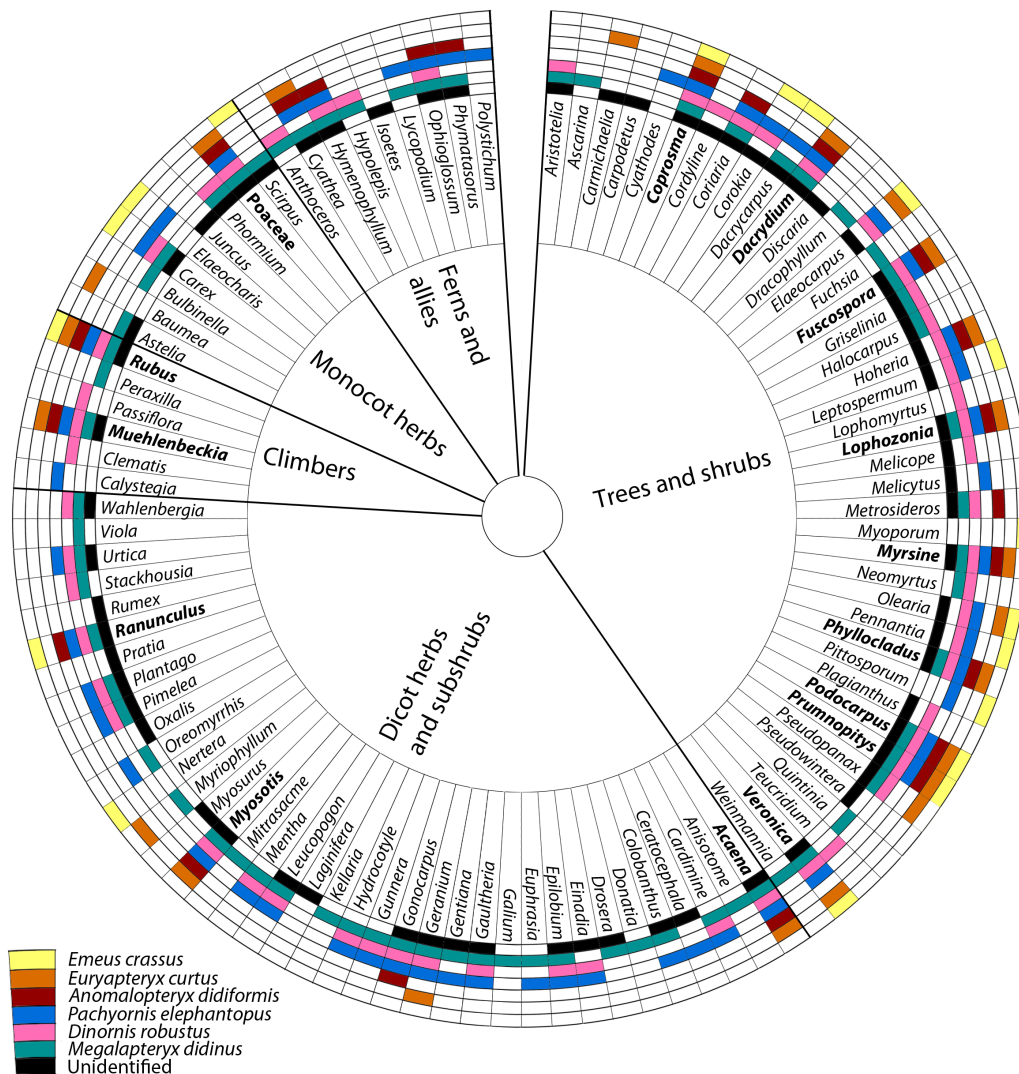 Aristotelia
Ascarina
Carmichaelia
Carpodetus
Cyathodes
Coprosma
Cordyline
Coriaria
Corokia
Dacrycarpus
Dacrydium
Discaria
Dracophyllum
Elaeocarpus
Fuchsia
Fuscospora
Griselinia
Halocarpus
Hoheria
Leptospermum
Lophomyrtus
Lophozonia
Melicope
Melicytus
Metrosideros
Myoporum
Myrsine
Neomyrtus
Olearia
Pennantia
Phyllocladus
Pittosporum
Plagianthus
Podocarpus
Prumnopitys
Pseudopanax
Pseudowintera
Quintinia
Teucridium
Veronica
Weinmannia
Trees and shrubs
Acaena
Anisotome
Cardamine
Ceratocephala
Colobanthus
Donatia
Drosera
Einadia
Epilobium
Euphrasia
Galium
Gaultheria
Gentiana
Geranium
Gonocarpus
Gunnera
Hydrocotyle
Kellaria
Laginifera
Leucopogon
Mentha
Mitrasacme
Myosotis
Myosurus
Myriophyllum
Nertera
Oreomyrrhis
Oxalis
Pimelea
Plantago
Pratia
Ranunculus
Rumex
Stackhousia
Urtica
Viola
Wahlenbergia
Dicot herbs
and subshrubs
Calystegia
Clematis
Muehlenbeckia
Passiflora
Peraxilla
Rubus
Climbers
Astelia
Baumea
Bulbinella
Carex
Elaeocharis
Juncus
Phormium
Poaceae
Scirpus
Monocot herbs
Anthoceros
Cyathea
Hymenophyllum
Hypolepis
Isoetes
Lycopodium
Ophioglossum
Phymatasorus
Polystichum
Ferns and
allies
Emeus crassus
Euryapteryx curtus
Anomalopteryx didiformis
Pachyornis elephantopus
Dinornis robustus
Megalapteryx didinus
Unidentified